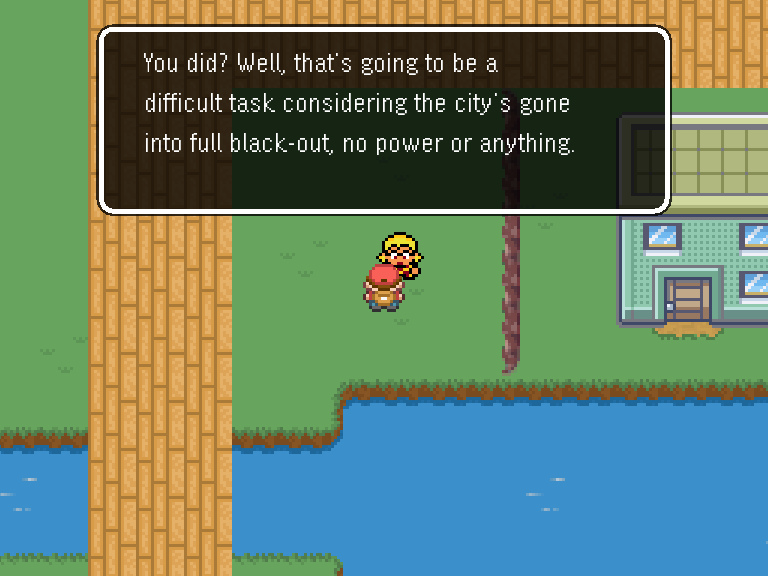 You did? Well, that's going to be a
difficult task considering the city's gone
into full black-out, no power or anything.